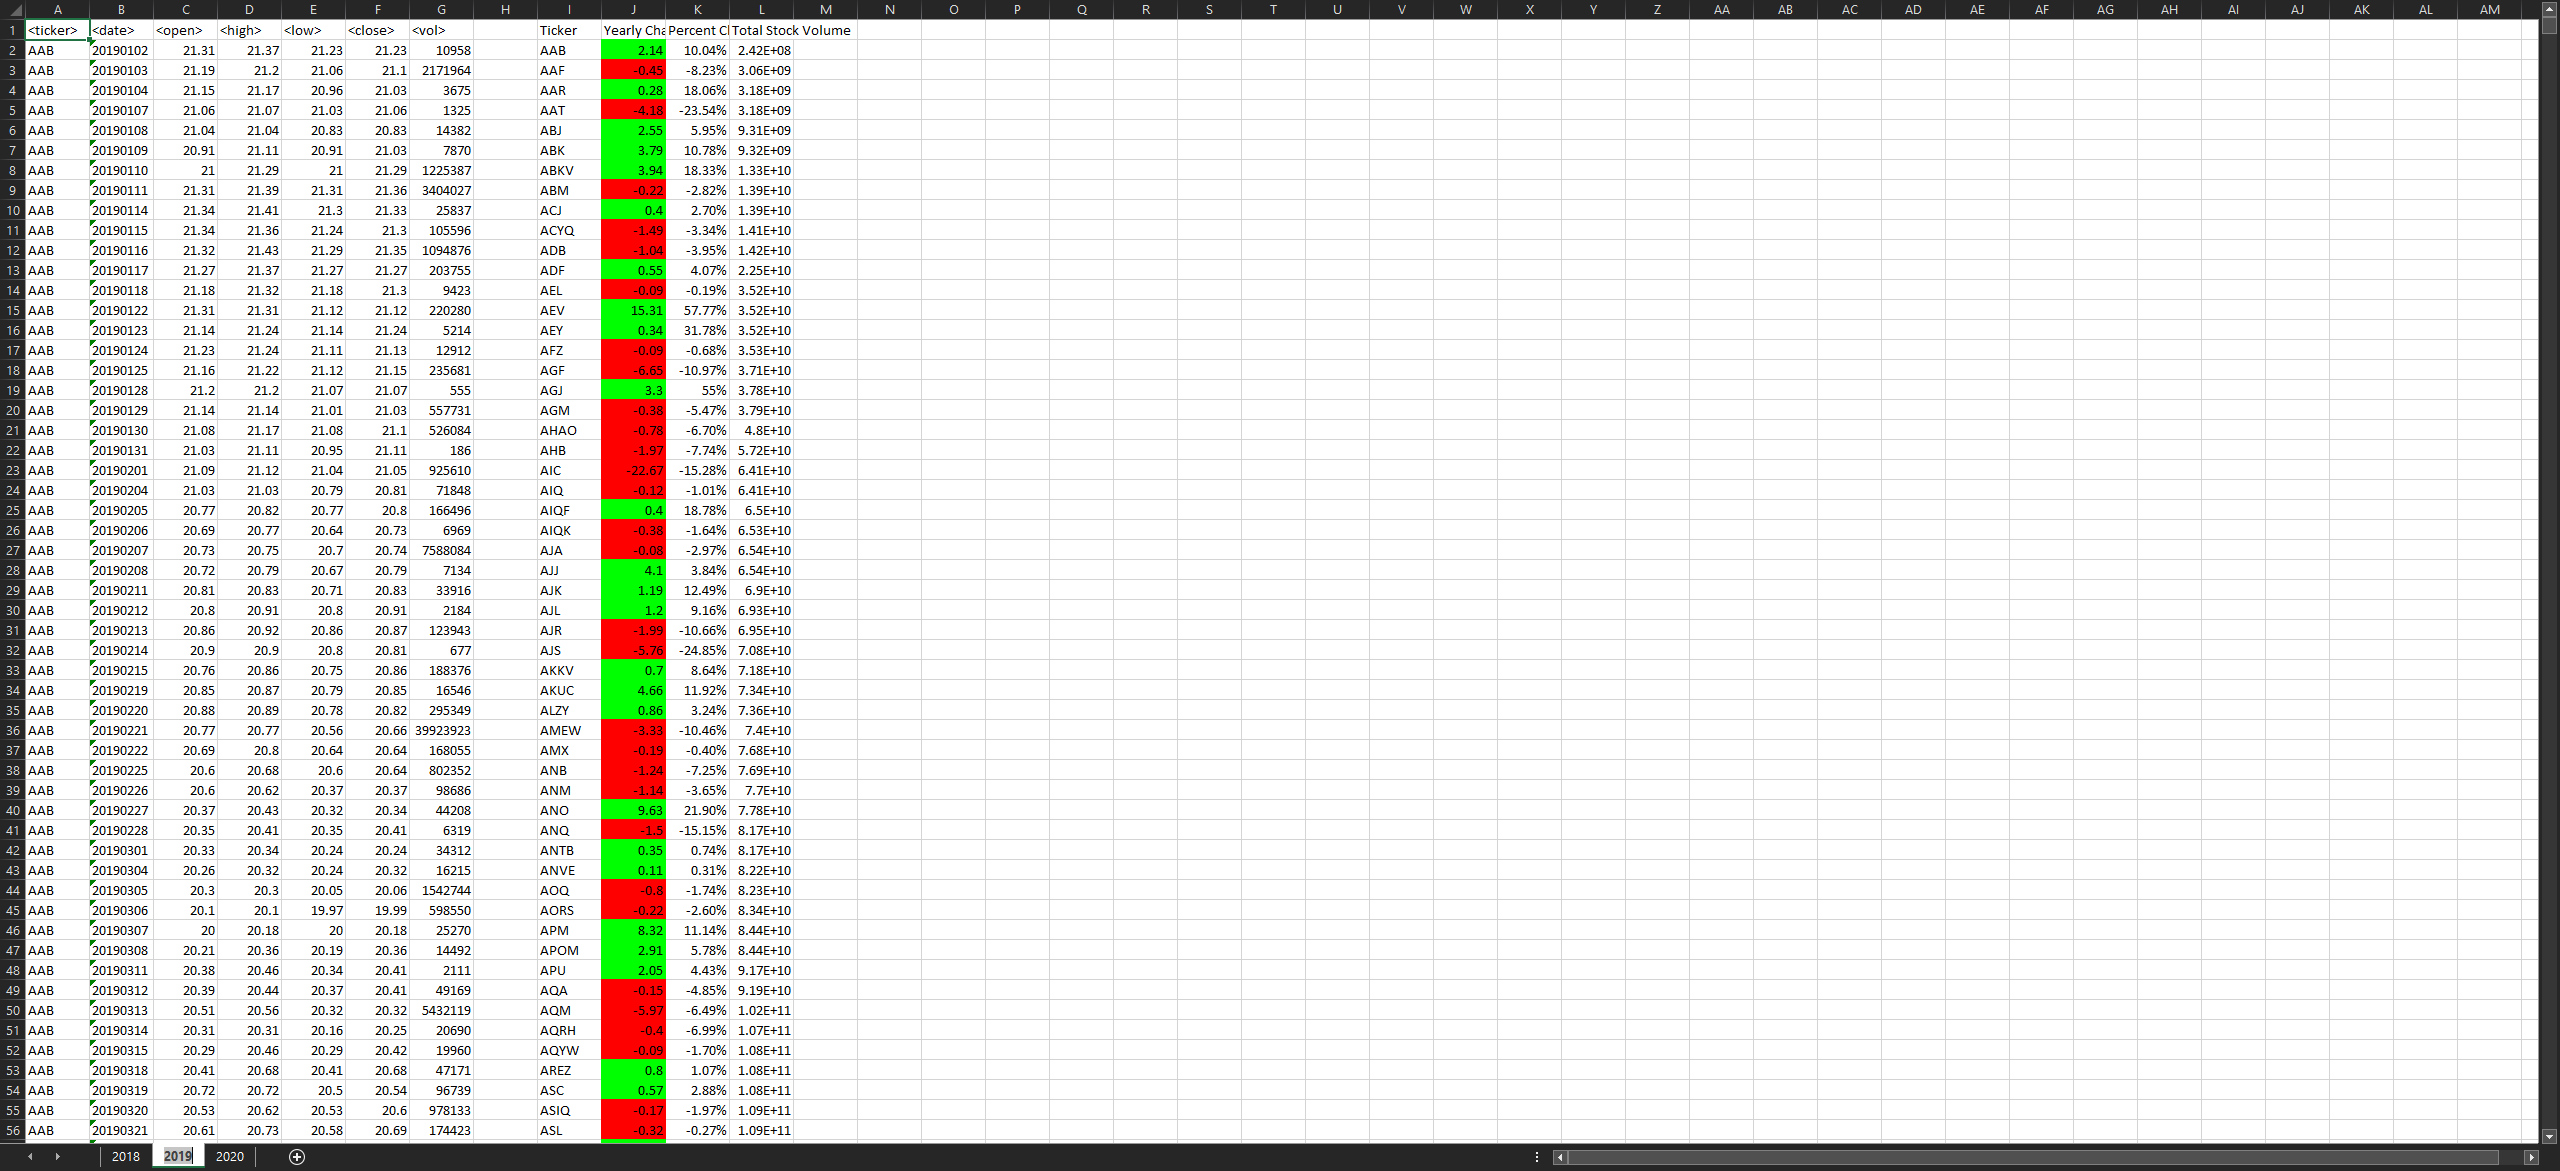 A B C D E F G H I J K L M N O P Q R S T U V W X Y Z AA AB AC AD AE AF AG AH AI AJ AK AL AM
1 <ticker> <date> <open> <high> <low> <close> <vol> Ticker Yearly Cha Percent Cl Total Stock Volume
2 AAB 20190102 21.31 21.37 21.23 21.23 10958 AAB 2.14 10.04% 2.42E+08
3 AAB 20190103 21.19 21.2 21.06 21.1 2171964 AAF -0.45 -8.23% 3.06E+09
4 AAB 20190104 21.15 21.17 20.96 21.03 3675 AAR 0.28 18.06% 3.18E+09
5 AAB 20190107 21.06 21.07 21.03 21.06 1325 AAT -4.18 -23.54% 3.18E+09
6 AAB 20190108 21.04 21.04 20.83 20.83 14382 ABJ 2.55 5.95% 9.31E+09
7 AAB 20190109 20.91 21.11 20.91 21.03 7870 ABK 3.79 10.78% 9.32E+09
8 AAB 20190110 21 21.29 21 21.29 1225387 ABKV 3.94 18.33% 1.33E+10
9 AAB 20190111 21.31 21.39 21.31 21.36 3404027 ABM -0.22 -2.82% 1.39E+10
10 AAB 20190114 21.34 21.41 21.3 21.33 25837 ACJ 0.4 2.70% 1.39E+10
11 AAB 20190115 21.34 21.36 21.24 21.3 105596 ACYQ -1.49 -3.34% 1.41E+10
12 AAB 20190116 21.32 21.43 21.29 21.35 1094876 ADB -1.04 -3.95% 1.42E+10
13 AAB 20190117 21.27 21.37 21.27 21.27 203755 ADF 0.55 4.07% 2.25E+10
14 AAB 20190118 21.18 21.32 21.18 21.3 9423 AEL -0.09 -0.19% 3.52E+10
15 AAB 20190122 21.31 21.31 21.12 21.12 220280 AEV 15.31 57.77% 3.52E+10
16 AAB 20190123 21.14 21.24 21.14 21.24 5214 AEY 0.34 31.78% 3.52E+10
17 AAB 20190124 21.23 21.24 21.11 21.13 12912 AFZ -0.09 -0.68% 3.53E+10
18 AAB 20190125 21.16 21.22 21.12 21.15 235681 AGF -6.65 -10.97% 3.71E+10
19 AAB 20190128 21.2 21.2 21.07 21.07 555 AGJ 3.3 55% 3.78E+10
20 AAB 20190129 21.14 21.14 21.01 21.03 557731 AGM -0.38 -5.47% 3.79E+10
21 AAB 20190130 21.08 21.17 21.08 21.1 526084 AHAO -0.78 -6.70% 4.8E+10
22 AAB 20190131 21.03 21.11 20.95 21.11 186 AHB -1.97 -7.74% 5.72E+10
23 AAB 20190201 21.09 21.12 21.04 21.05 925610 AIC -22.67 -15.28% 6.41E+10
24 AAB 20190204 21.03 21.03 20.79 20.81 71848 AIQ -0.12 -1.01% 6.41E+10
25 AAB 20190205 20.77 20.82 20.77 20.8 166496 AIQF 0.4 18.78% 6.5E+10
26 AAB 20190206 20.69 20.77 20.64 20.73 6969 AIQK -0.38 -1.64% 6.53E+10
27 AAB 20190207 20.73 20.75 20.7 20.74 7588084 AJA -0.08 -2.97% 6.54E+10
28 AAB 20190208 20.72 20.79 20.67 20.79 7134 AJJ 4.1 3.84% 6.54E+10
29 AAB 20190211 20.81 20.83 20.71 20.83 33916 AJK 1.19 12.49% 6.9E+10
30 AAB 20190212 20.8 20.91 20.8 20.91 2184 AJL 1.2 9.16% 6.93E+10
31 AAB 20190213 20.86 20.92 20.86 20.87 123943 AJR -1.99 -10.66% 6.95E+10
32 AAB 20190214 20.9 20.9 20.8 20.81 677 AJS -5.76 -24.85% 7.08E+10
33 AAB 20190215 20.76 20.86 20.75 20.86 188376 AKKV 0.7 8.64% 7.18E+10
34 AAB 20190219 20.85 20.87 20.79 20.85 16546 AKUC 4.66 11.92% 7.34E+10
35 AAB 20190220 20.88 20.89 20.78 20.82 295349 ALZY 0.86 3.24% 7.36E+10
36 AAB 20190221 20.77 20.77 20.56 20.66 39923923 AMEW -3.33 -10.46% 7.4E+10
37 AAB 20190222 20.69 20.8 20.64 20.64 168055 AMX -0.19 -0.40% 7.68E+10
38 AAB 20190225 20.6 20.68 20.6 20.64 802352 ANB -1.24 -7.25% 7.69E+10
39 AAB 20190226 20.6 20.62 20.37 20.37 98686 ANM -1.14 -3.65% 7.7E+10
40 AAB 20190227 20.37 20.43 20.32 20.34 44208 ANO 9.63 21.90% 7.78E+10
41 AAB 20190228 20.35 20.41 20.35 20.41 6319 ANQ -1.5 -15.15% 8.17E+10
42 AAB 20190301 20.33 20.34 20.24 20.24 34312 ANTB 0.35 0.74% 8.17E+10
43 AAB 20190304 20.26 20.32 20.24 20.32 16215 ANVE 0.11 0.31% 8.22E+10
44 AAB 20190305 20.3 20.3 20.05 20.06 1542744 AOQ -0.8 -1.74% 8.23E+10
45 AAB 20190306 20.1 20.1 19.97 19.99 598550 AORS -0.22 -2.60% 8.34E+10
46 AAB 20190307 20 20.18 20 20.18 25270 APM 8.32 11.14% 8.44E+10
47 AAB 20190308 20.21 20.36 20.19 20.36 14492 APOM 2.91 5.78% 8.44E+10
48 AAB 20190311 20.38 20.46 20.34 20.41 2111 APU 2.05 4.43% 9.17E+10
49 AAB 20190312 20.39 20.44 20.37 20.41 49169 AQA -0.15 -4.85% 9.19E+10
50 AAB 20190313 20.51 20.56 20.32 20.32 5432119 AQM -5.97 -6.49% 1.02E+11
51 AAB 20190314 20.31 20.31 20.16 20.25 20690 AQRH -0.4 -6.99% 1.07E+11
52 AAB 20190315 20.29 20.46 20.29 20.42 19960 AQYW -0.09 -1.70% 1.08E+11
53 AAB 20190318 20.41 20.68 20.41 20.68 47171 AREZ 0.8 1.07% 1.08E+11
54 AAB 20190319 20.72 20.72 20.5 20.54 96739 ASC 0.57 2.88% 1.08E+11
55 AAB 20190320 20.53 20.62 20.53 20.6 978133 ASIQ -0.17 -1.97% 1.09E+11
56 AAB 20190321 20.61 20.73 20.58 20.69 174423 ASL -0.32 -0.27% 1.09E+11
2018 2019 2020